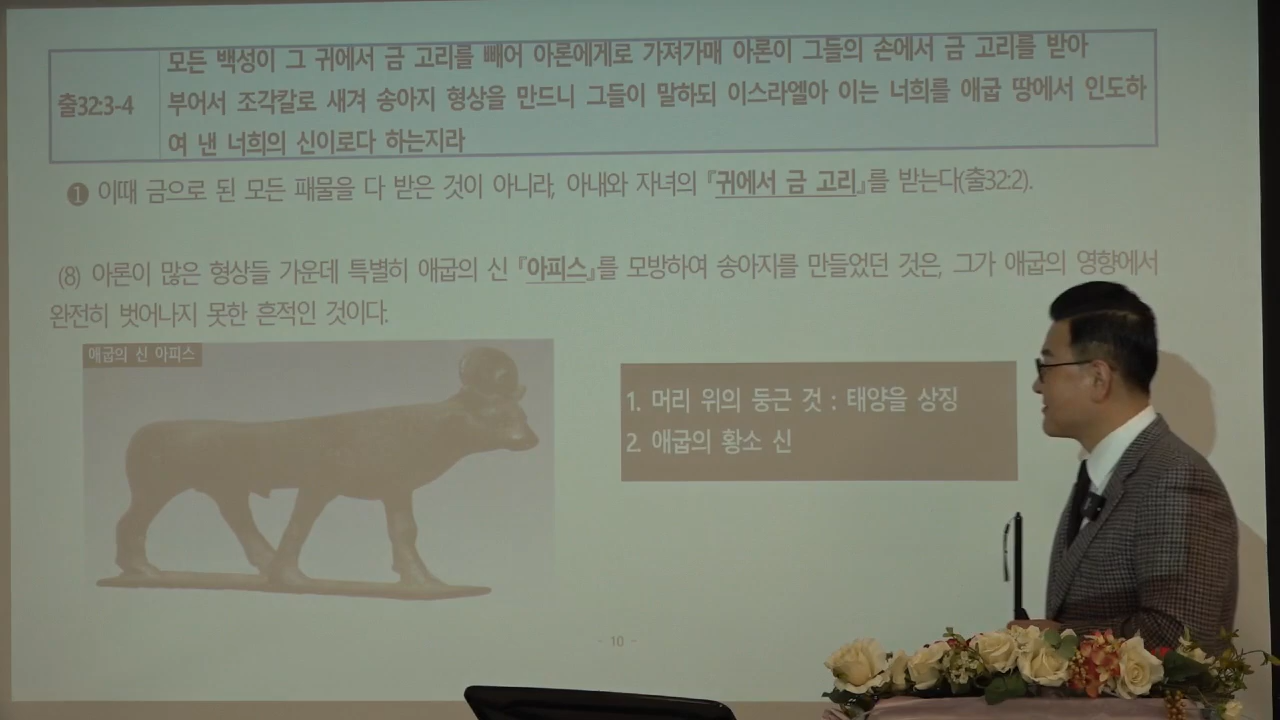 출32:3-4
모든 백성이 그 귀에서 금 고리를 빼어 아론에게로 가져가매 아론이 그들의 손에서 금 고리를 받아
부어서 조각칼로 새겨 송아지 형상을 만드니 그들이 말하되 이스라엘아 이는 너희를 애굽 땅에서 인도하
여 낸 너희의 신이로다 하는지라
❶ 이때 금으로 된 모든 패물을 다 받은 것이 아니라, 아내와 자녀의 『귀에서 금 고리』를 받는다(출32:2).
(8) 아론이 많은 형상들 가운데 특별히 애굽의 신 『아피스』를 모방하여 송아지를 만들었던 것은, 그가 애굽의 영향에서
완전히 벗어나지 못한 흔적인 것이다.
애굽의 신 아피스
1. 머리 위의 둥근 것 : 태양을 상징
2. 애굽의 황소 신
- 10 -